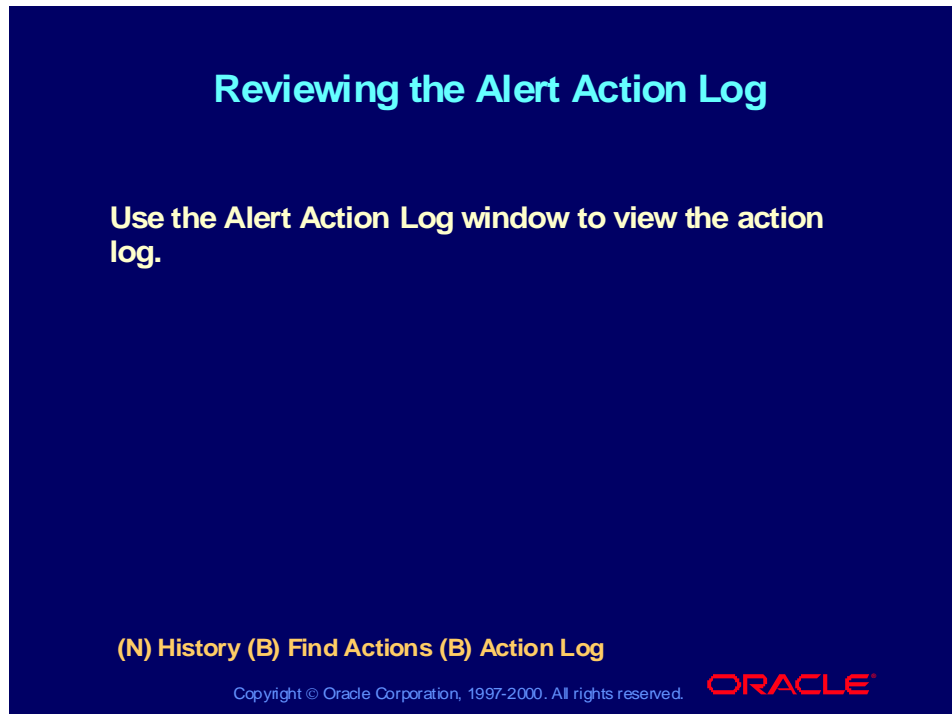 Reviewing the Alert Action Log
Use the Alert Action Log window to view the action
log.
(N) History (B) Find Actions (B) Action Log
Copyright © Oracle Corporation, 1997-2000. All rights reserved.
ORACLE®